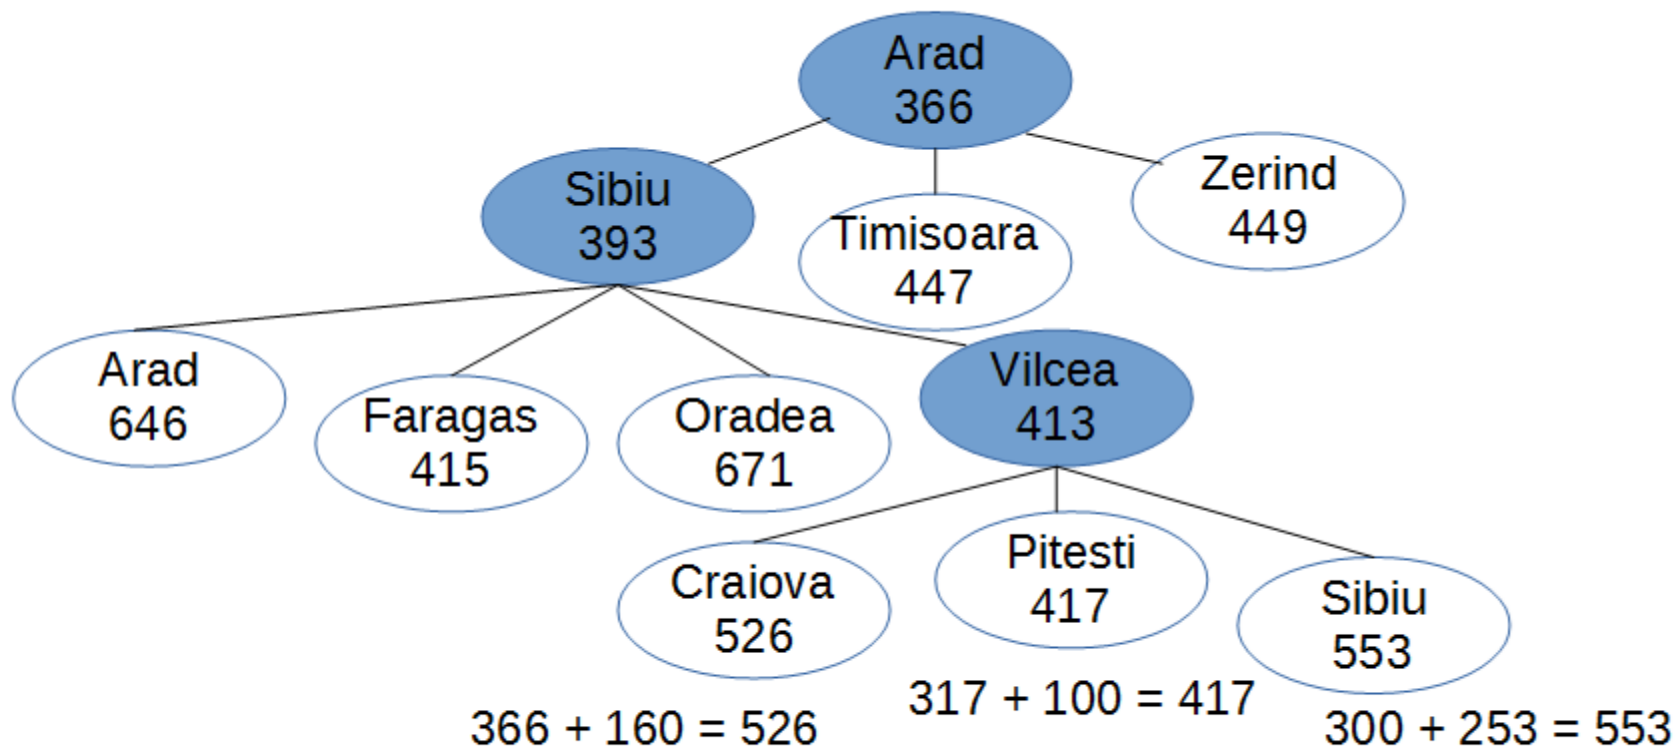 Arad
366
Sibiu
393
Timisoara
447
Zerind
449
Arad
646
Faragas
415
Oradea
671
Vilcea
413
Craiova
526
Pitesti
417
Sibiu
553
366 + 160 = 526
317 + 100 = 417
300 + 253 = 553